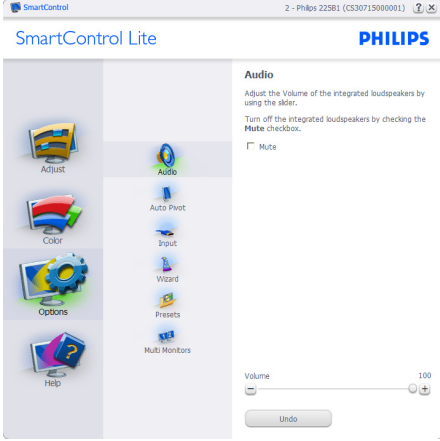 SmartControl
2 - Philips 225B1 (CS30715000001)
SmartControl Lite
PHILIPS
Adjust
Color
Options
Help
Audio
Auto Pivot
Input
Wizard
Presets
Multi Monitors
Audio
Adjust the Volume of the integrated loudspeakers by
using the slider.
Turn off the integrated loudspeakers by checking the
Mute checkbox.
Mute
Volume 100
Undo